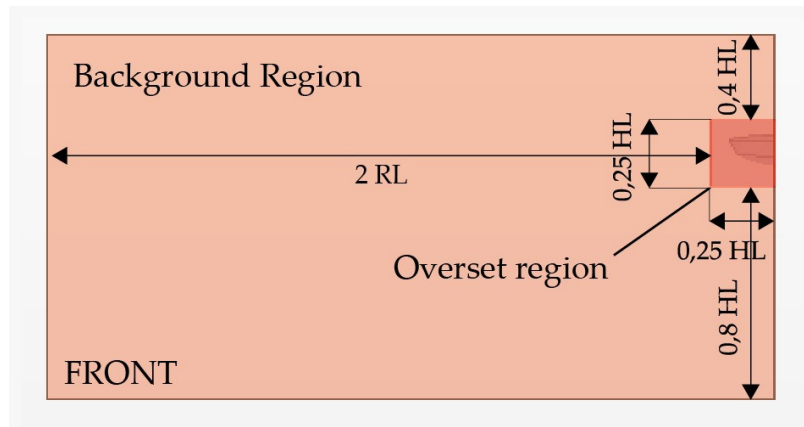 Background Region
0,4 HL
0,25 HL
2 RL
0,25 HL
Overset region
0,8 HL
FRONT